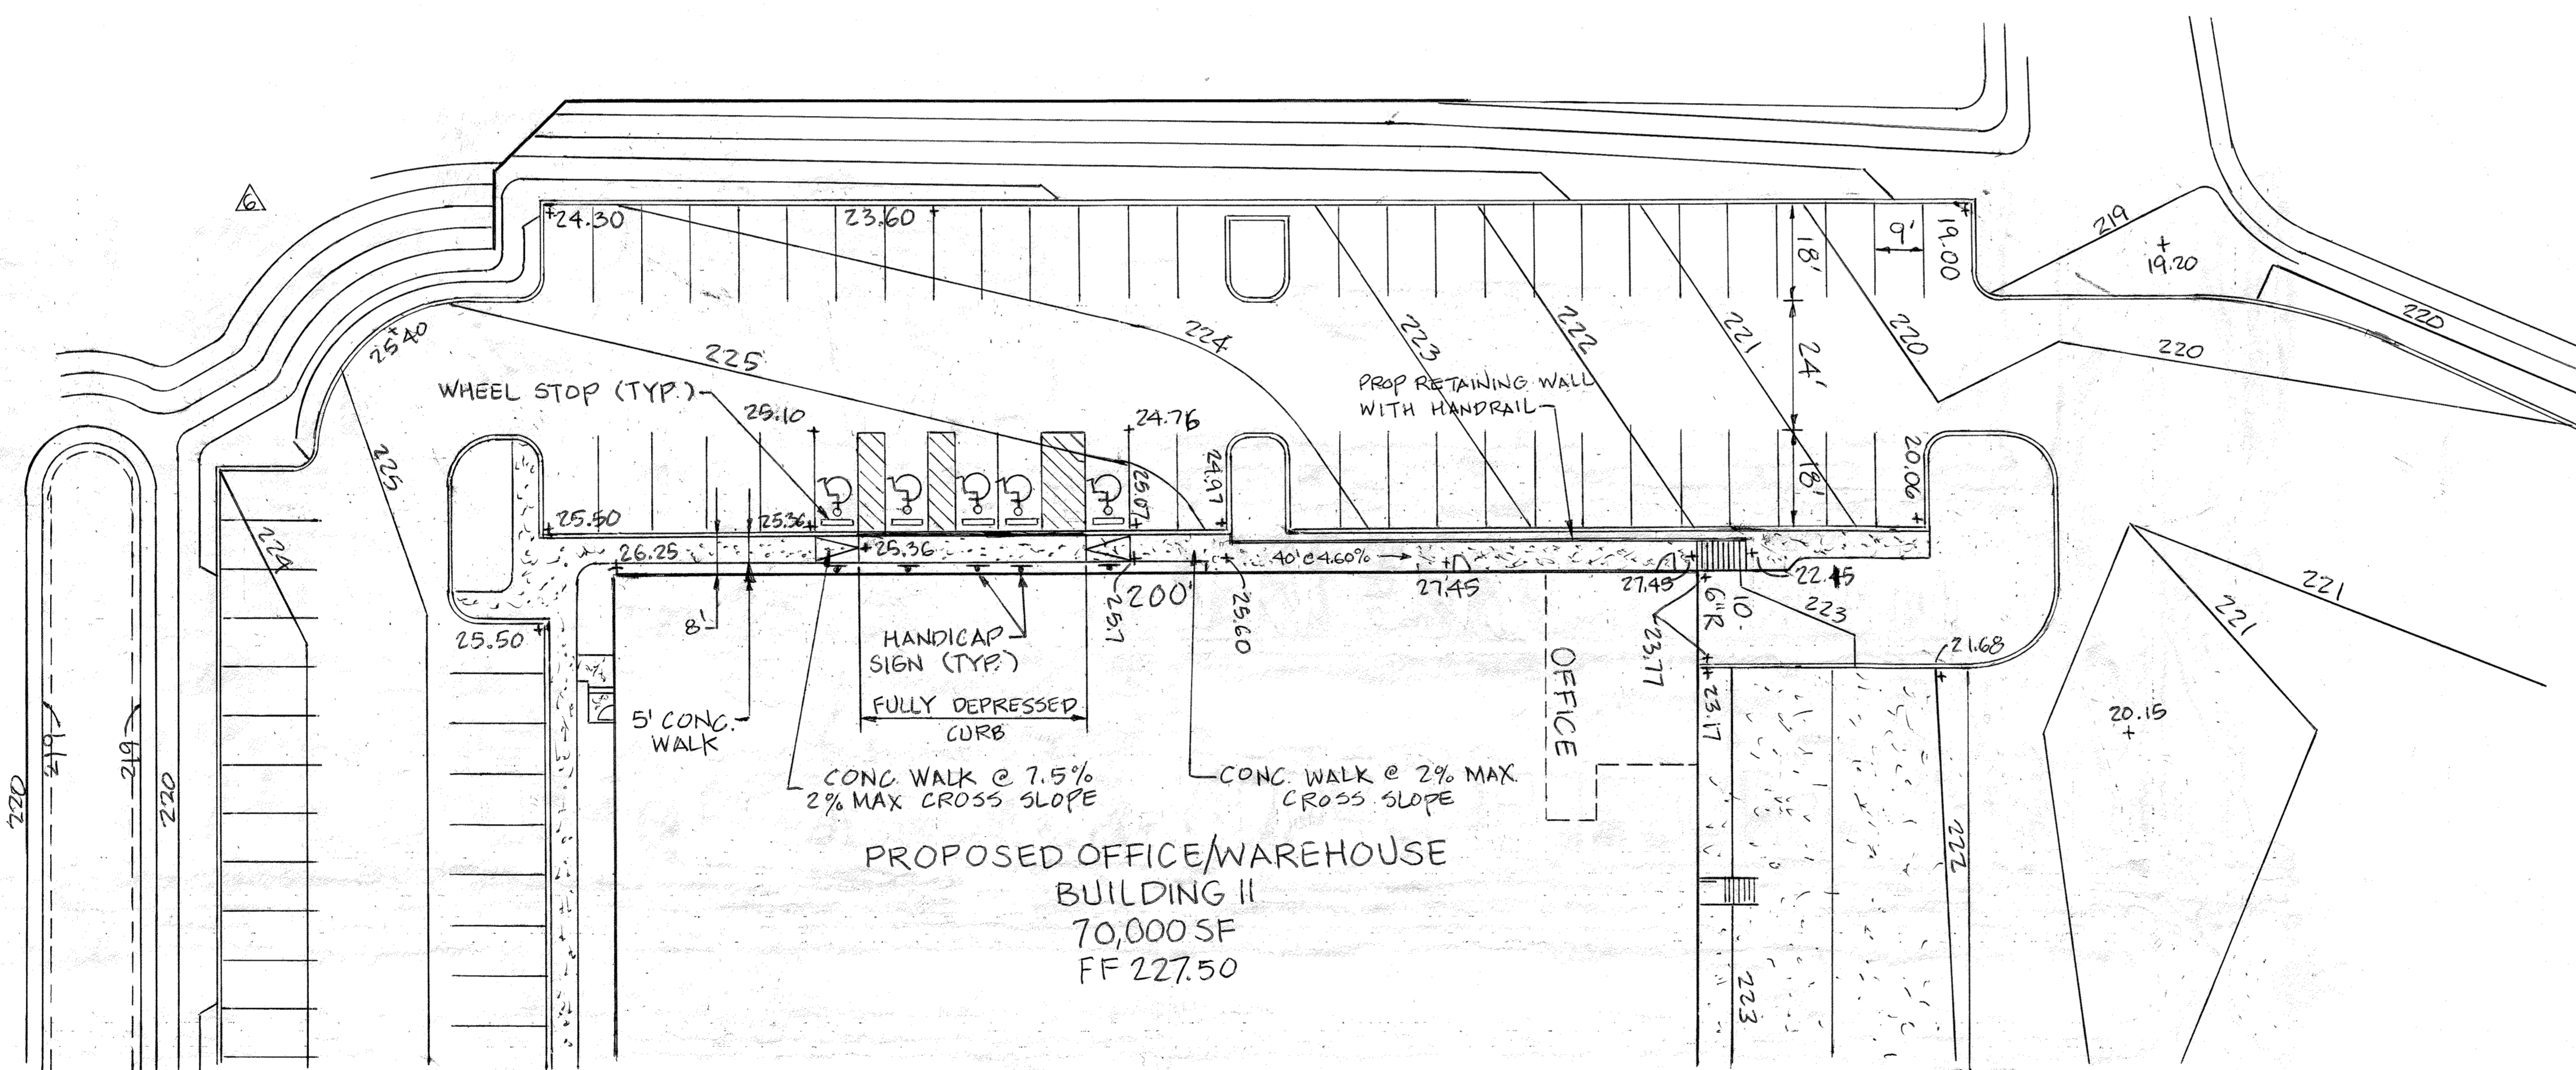 6
24.30
23.60
9'
19.00
18'
219
19.20
25.40
225
224
223
222
221
220
24'
220
220
WHEEL STOP (TYP.)
25.10
24.76
PROP RETAINING WALL
WITH HANDRAIL
225
224
25.50
25.36
25.07
24.97
18'
20.06
26.25
25.36
40' @ 4.60%
27.45
27.45
22.45
221
221
8'
200'
25.7
25.60
10'
6"R
223
23.77
21.68
25.50
HANDICAP
SIGN (TYP.)
OFFICE
FULLY DEPRESSED
CURB
5' CONC.
WALK
23.17
20.15
219
219
220
220
CONC. WALK @ 7.5%
2% MAX CROSS SLOPE
CONC. WALK @ 2% MAX.
CROSS SLOPE
PROPOSED OFFICE/WAREHOUSE
BUILDING II
70,000 SF
FF 227.50
222
223